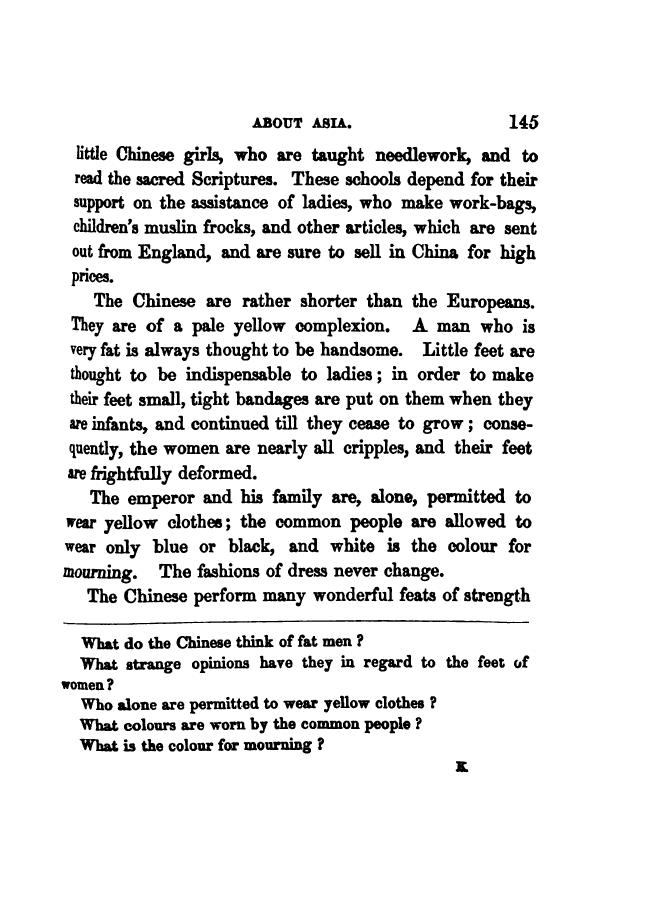 ABOUT ASIA. 145
little Chinese girls, who are taught needlework, and to
read the sacred Scriptures. These schools depend for their
support on the assistance of ladies, who make work-bags,
children's muslin frocks, and other articles, which are sent
out from England, and are sure to sell in China for high
prices.
The Chinese are rather shorter than the Europeans.
They are of a pale yellow complexion. A man who is
very fat is always thought to be handsome. Little feet are
thought to be indispensable to ladies; in order to make
their feet small, tight bandages are put on them when they
are infants, and continued till they cease to grow; conse-
quently, the women are nearly all cripples, and their feet
are frightfully deformed.
The emperor and his family are, alone, permitted to
wear yellow clothes; the common people are allowed to
wear only blue or black, and white is the colour for
mourning. The fashions of dress never change.
The Chinese perform many wonderful feats of strength
What do the Chinese think of fat men?
What strange opinions have they in regard to the feet of
women?
Who alone are permitted to wear yellow clothes?
What colours are worn by the common people?
What is the colour for mourning?
K